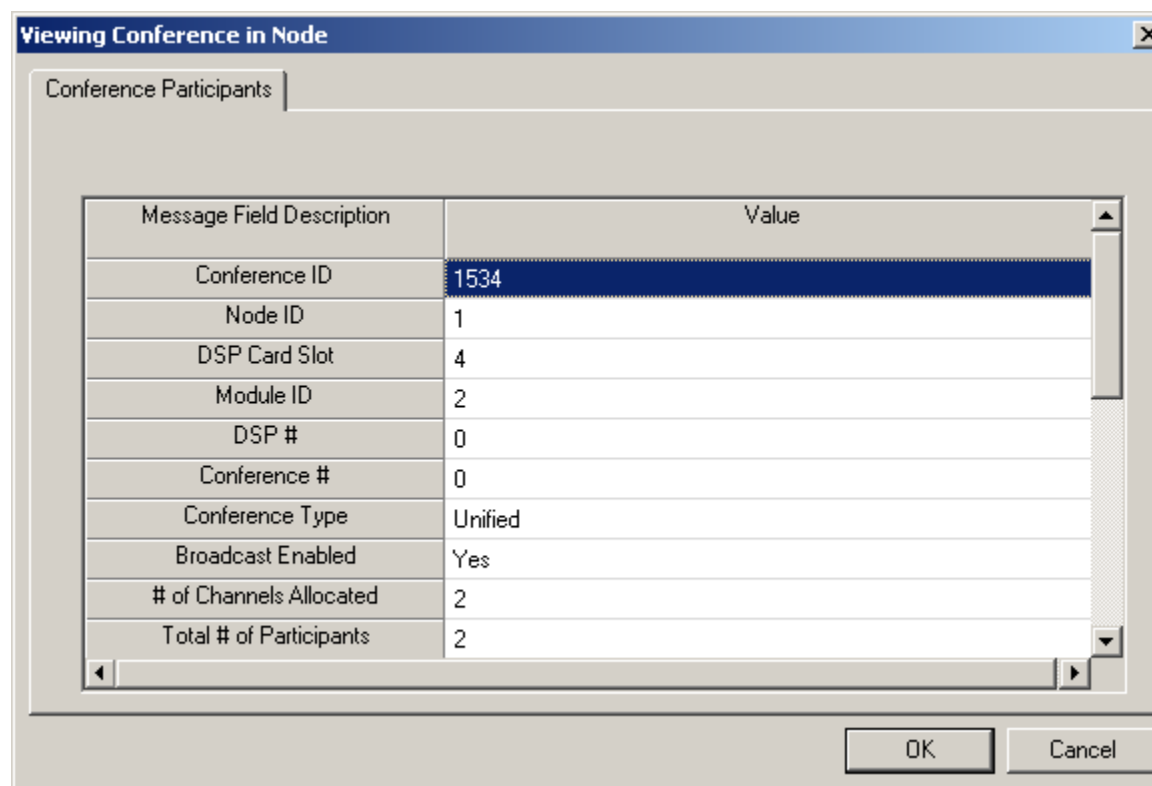 Viewing Conference in Node
Conference Participants
Message Field Description Value
Conference ID 1534
Node ID 1
DSP Card Slot 4
Module ID 2
DSP # 0
Conference # 0
Conference Type Unified
Broadcast Enabled Yes
# of Channels Allocated 2
Total # of Participants 2
OK Cancel